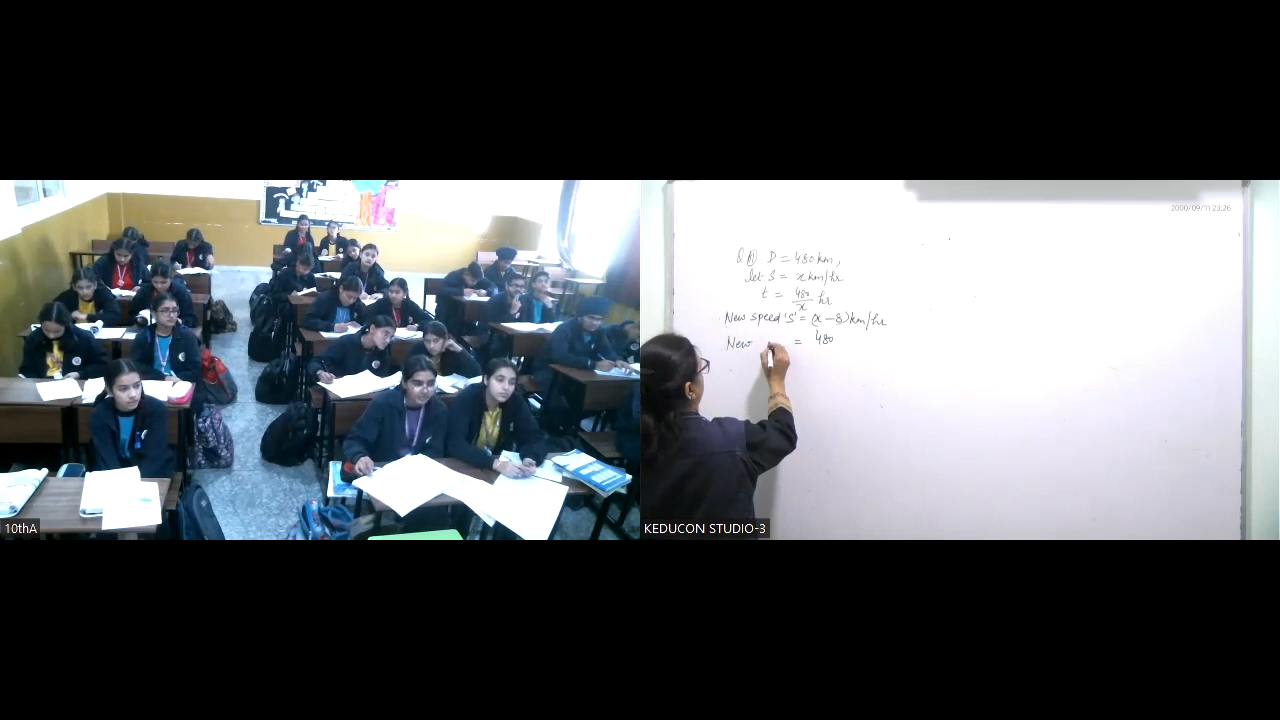 2000/09/11 23:26
D = 480 km,
let S = x km/hr
t = 480/x hr
New speed 'S' = (x - 8) km/hr
New = 480
10thA
KEDUCON STUDIO-3